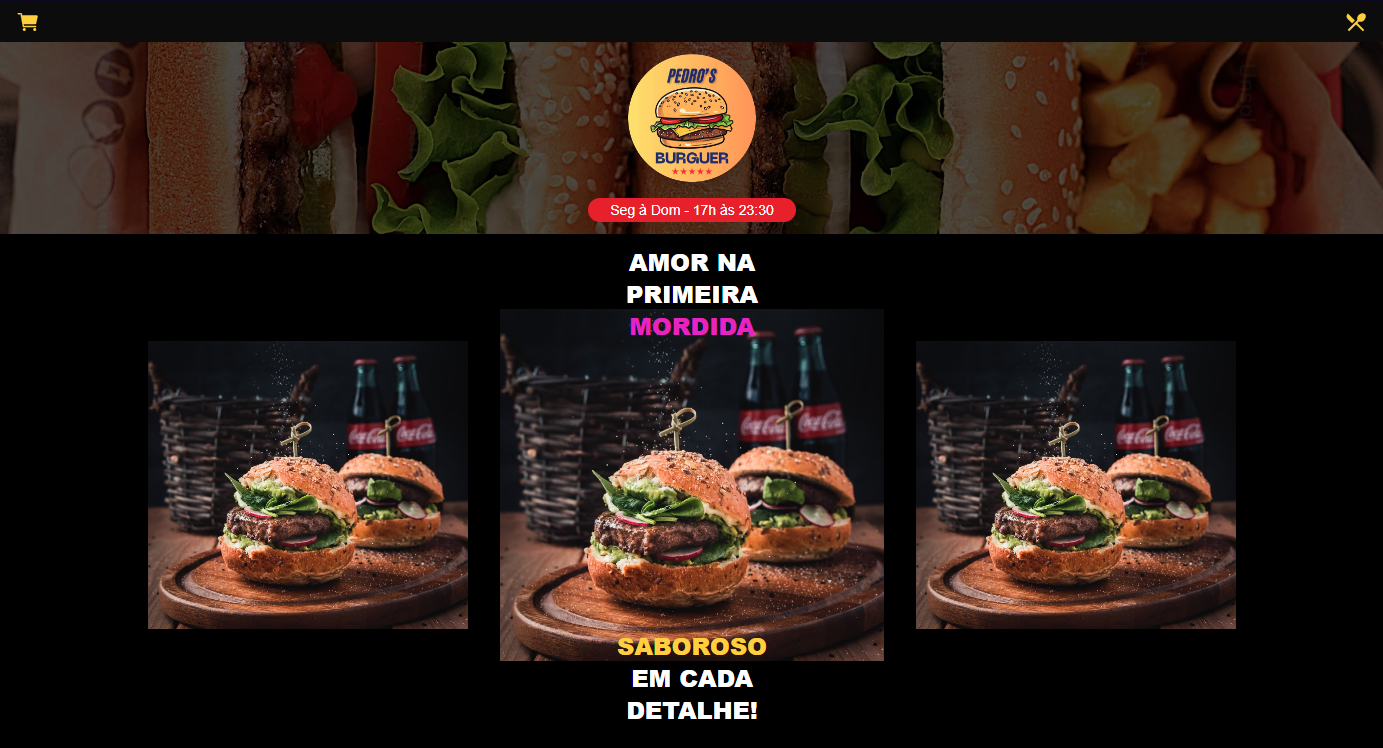 PEDRO'S
BURGUER
Seg à Dom - 17h às 23:30
AMOR NA
PRIMEIRA
MORDIDA
Coca-Cola
Coca-Cola
Coca-Cola
Coca-Cola
Coca-Cola
Coca-Cola
SABOROSO
EM CADA
DETALHE!